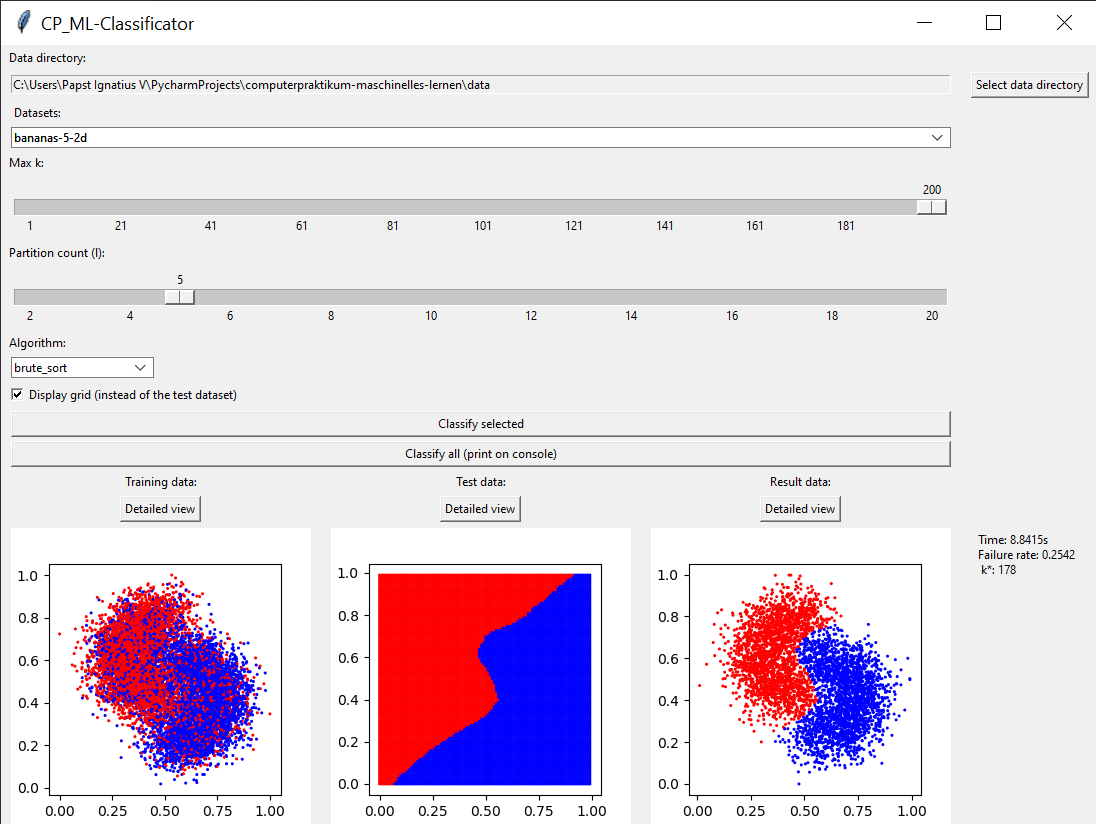 CP_ML-Classificator
Data directory:
C:\Users\Papst Ignatius V\PycharmProjects\computerpraktikum-maschinelles-lernen\data
Select data directory
Datasets:
bananas-5-2d
Max k:
200
1 21 41 61 81 101 121 141 161 181
Partition count (l):
5
2 4 6 8 10 12 14 16 18 20
Algorithm:
brute_sort
Display grid (instead of the test dataset)
Classify selected
Classify all (print on console)
Training data: Test data: Result data:
Detailed view Detailed view Detailed view
Time: 8.8415s
Failure rate: 0.2542
k*: 178
1.0 1.0 1.0
0.8 0.8 0.8
0.6 0.6 0.6
0.4 0.4 0.4
0.2 0.2 0.2
0.0 0.0 0.0
0.00 0.25 0.50 0.75 1.00 0.00 0.25 0.50 0.75 1.00 0.00 0.25 0.50 0.75 1.00